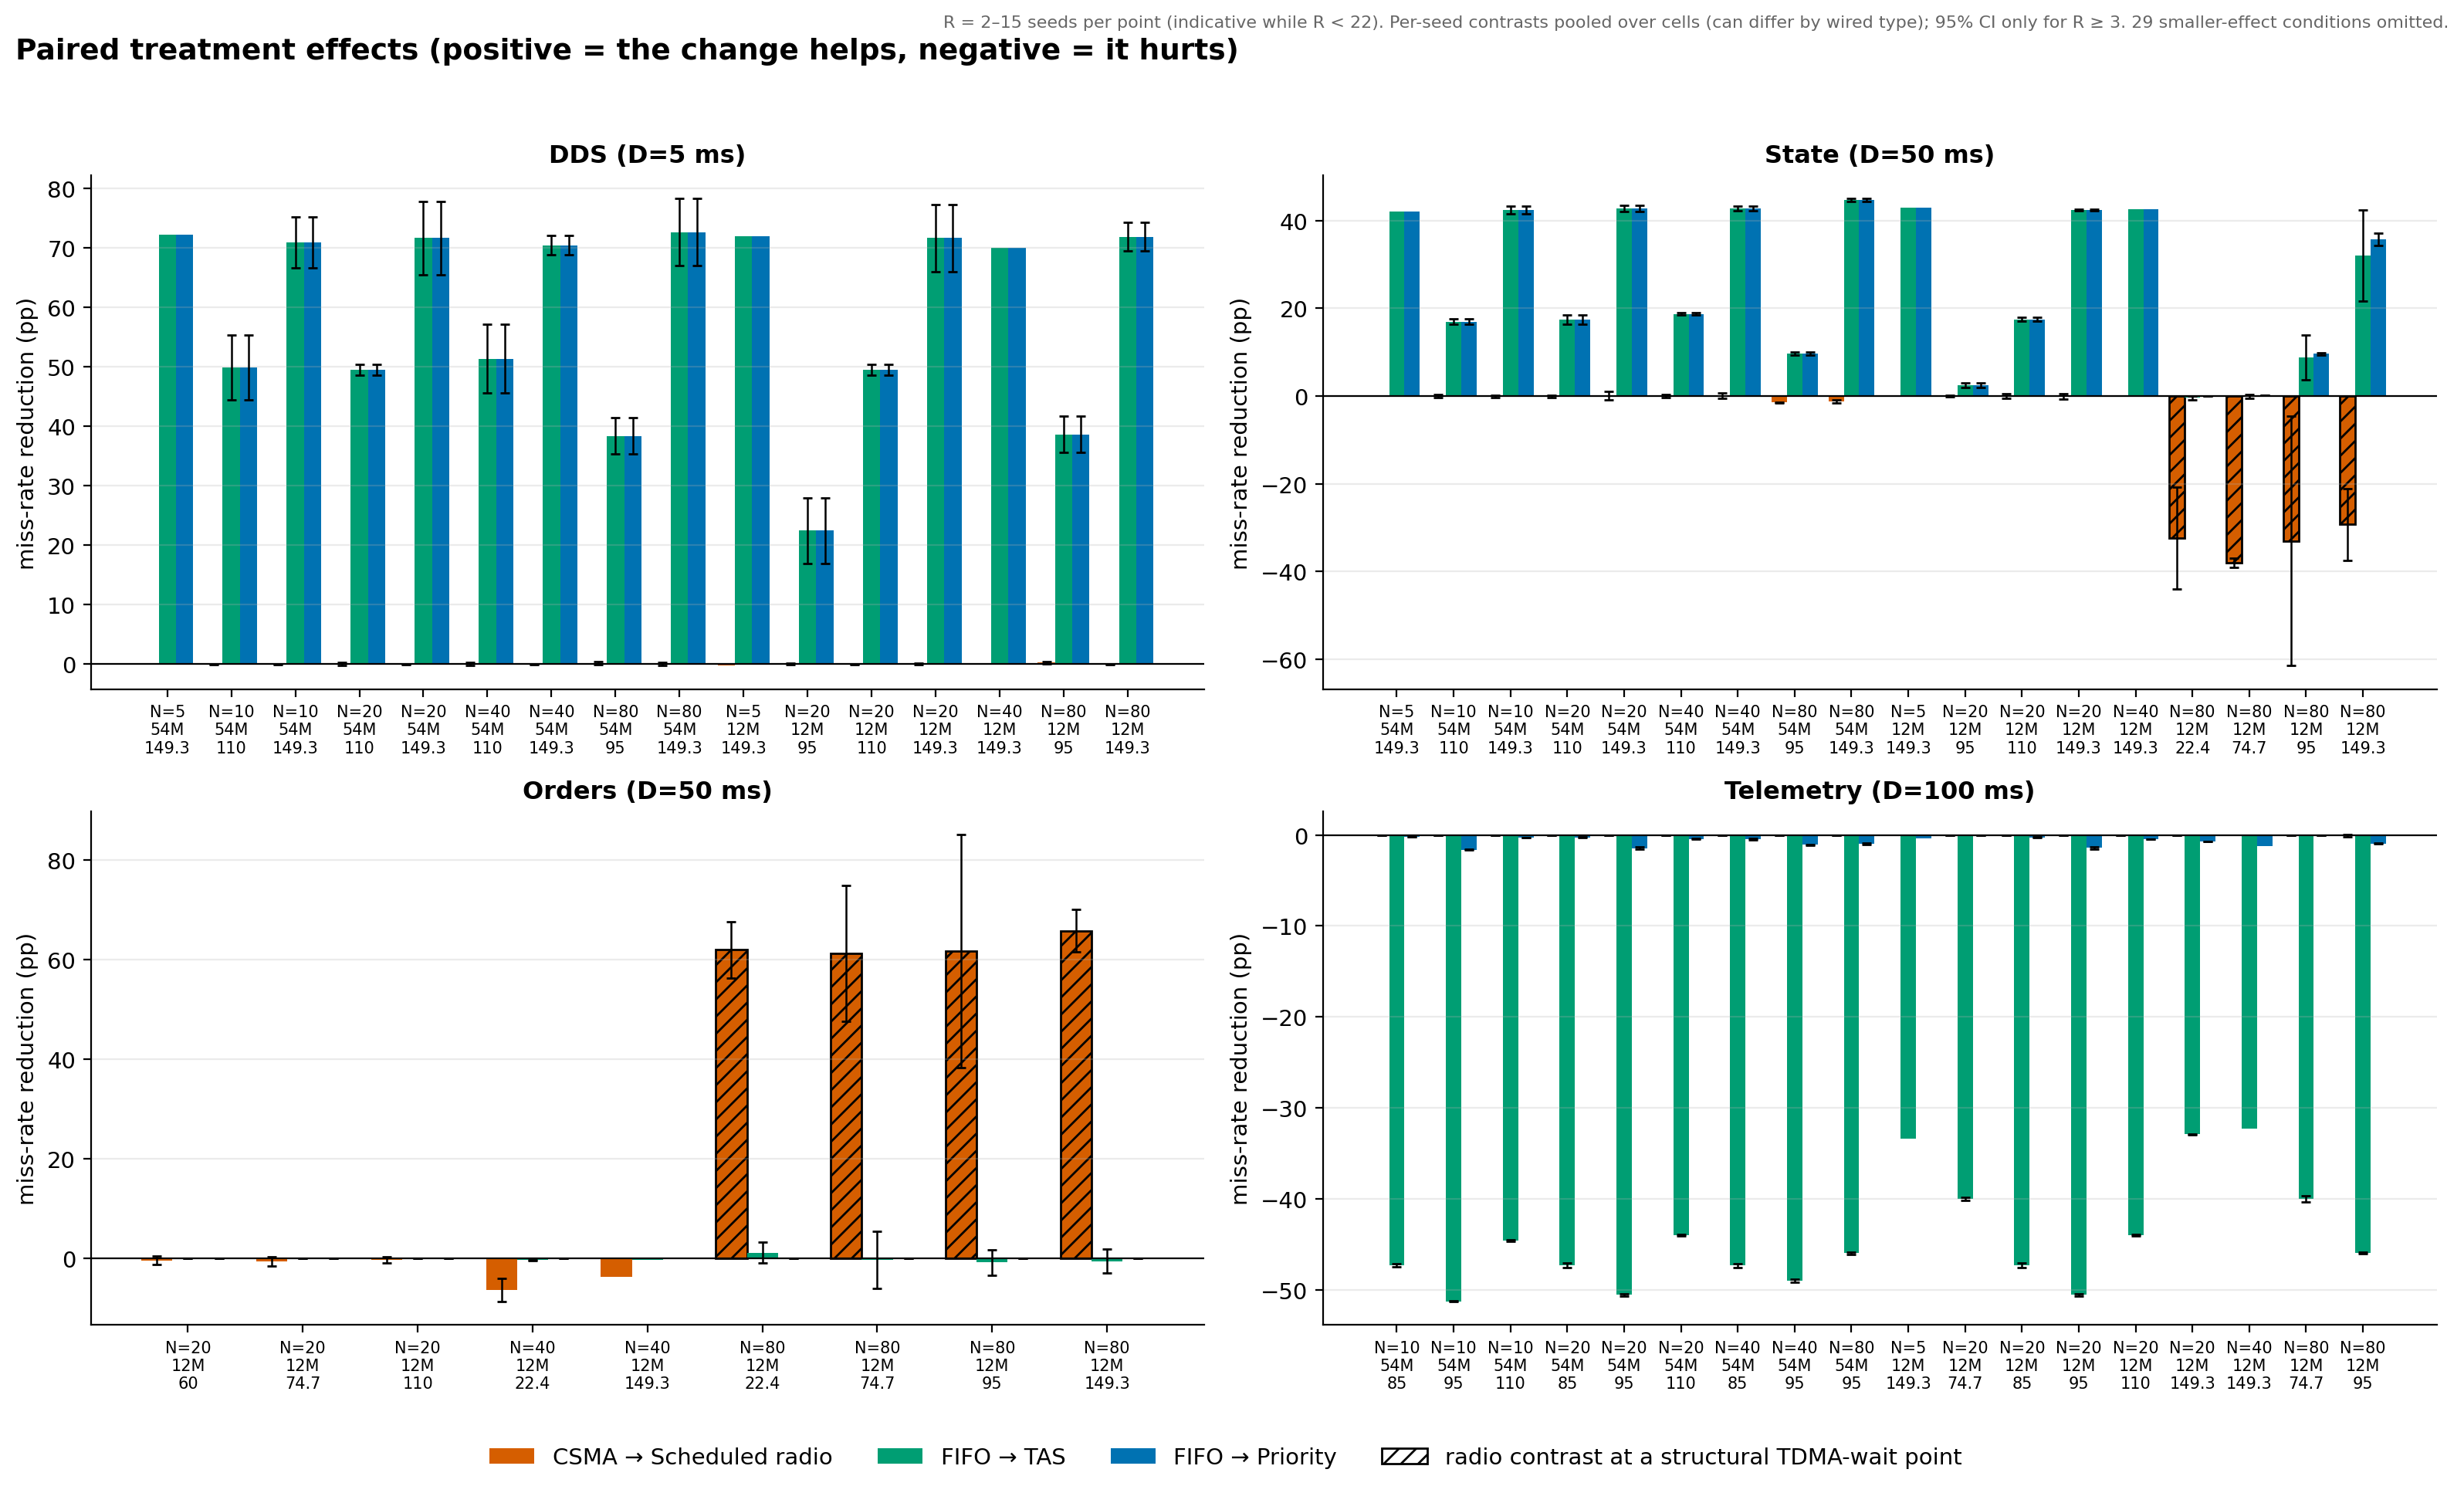 R = 2–15 seeds per point (indicative while R < 22). Per-seed contrasts pooled over cells (can differ by wired type); 95% CI only for R ≥ 3. 29 smaller-effect conditions omitted.
Paired treatment effects (positive = the change helps, negative = it hurts)
DDS (D=5 ms)
miss-rate reduction (pp)
80
70
60
50
40
30
20
10
0
N=5 N=10 N=10 N=20 N=20 N=40 N=40 N=80 N=80 N=5 N=20 N=20 N=20 N=40 N=80 N=80
54M 54M 54M 54M 54M 54M 54M 54M 54M 12M 12M 12M 12M 12M 12M 12M
149.3 110 149.3 110 149.3 110 149.3 95 149.3 149.3 95 110 149.3 149.3 95 149.3
State (D=50 ms)
miss-rate reduction (pp)
40
20
0
−20
−40
−60
N=5 N=10 N=10 N=20 N=20 N=40 N=40 N=80 N=80 N=5 N=20 N=20 N=20 N=40 N=80 N=80 N=80 N=80
54M 54M 54M 54M 54M 54M 54M 54M 54M 12M 12M 12M 12M 12M 12M 12M 12M 12M
149.3 110 149.3 110 149.3 110 149.3 95 149.3 149.3 95 110 149.3 149.3 22.4 74.7 95 149.3
Orders (D=50 ms)
miss-rate reduction (pp)
80
60
40
20
0
N=20 N=20 N=20 N=40 N=40 N=80 N=80 N=80 N=80
12M 12M 12M 12M 12M 12M 12M 12M 12M
60 74.7 110 22.4 149.3 22.4 74.7 95 149.3
Telemetry (D=100 ms)
miss-rate reduction (pp)
0
−10
−20
−30
−40
−50
N=10 N=10 N=10 N=20 N=20 N=20 N=40 N=40 N=80 N=5 N=20 N=20 N=20 N=20 N=20 N=40 N=80 N=80
54M 54M 54M 54M 54M 54M 54M 54M 54M 12M 12M 12M 12M 12M 12M 12M 12M 12M
85 95 110 85 95 110 85 95 95 149.3 74.7 85 95 110 149.3 149.3 74.7 95
CSMA → Scheduled radio
FIFO → TAS
FIFO → Priority
radio contrast at a structural TDMA-wait point